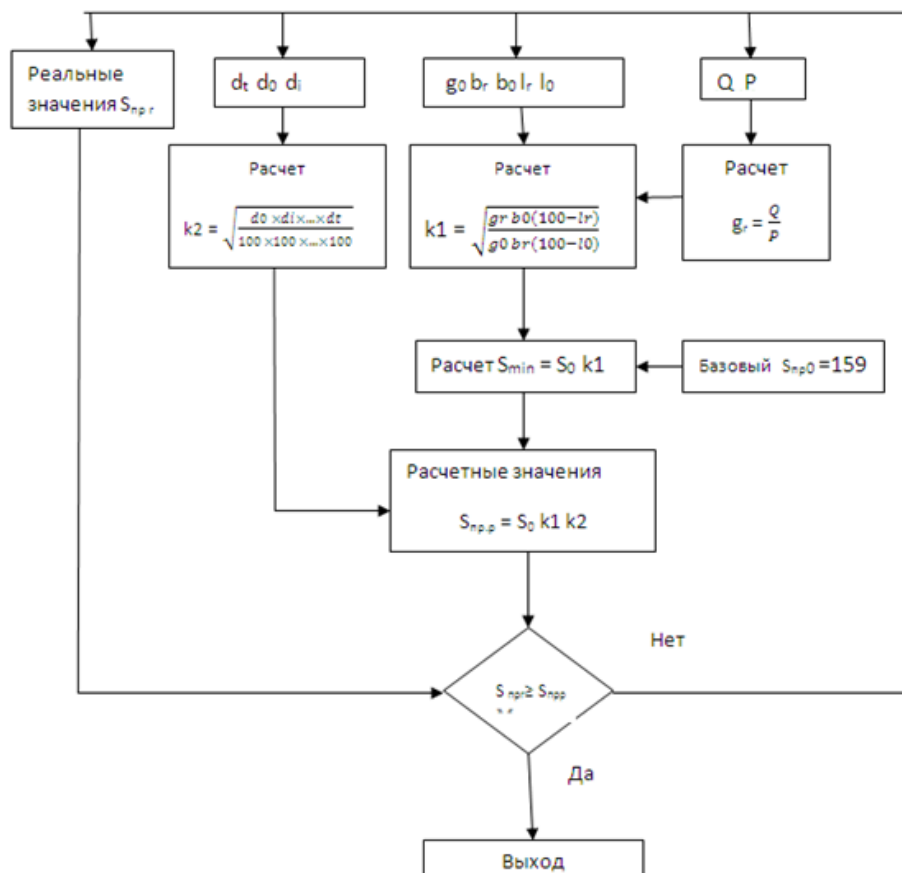 Реальные
значения Sпр r
dt d0 di
g0 br b0 lr l0
Q P
Расчет
k2 = √(d0 ×di×...×dt / 100 ×100 ×...×100)
Расчет
k1 = √(gr b0(100−lr) / g0 br(100−l0))
Расчет
gr = Q/P
Расчет Smin = S0 k1
Базовый Sпр0 =159
Расчетные значения
Sпр.р = S0 k1 k2
Нет
S прr ≥ Sпрр
Да
Выход